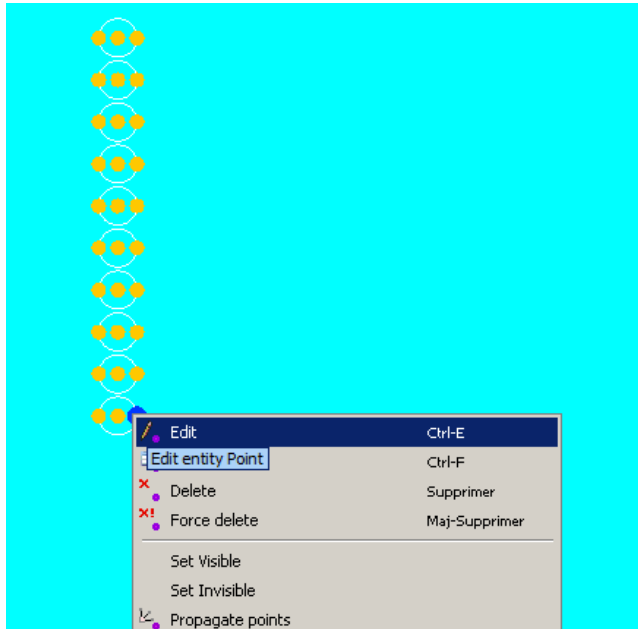 Edit Ctrl-E
Edit entity Point Ctrl-F
Delete Supprimer
Force delete Maj-Supprimer
Set Visible
Set Invisible
Propagate points